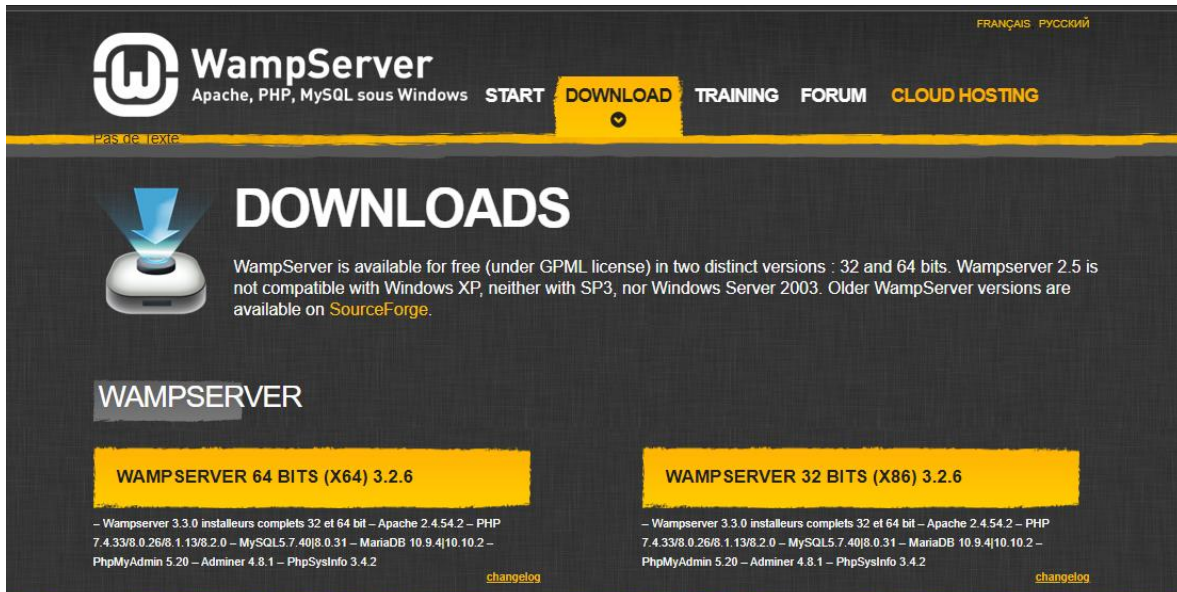 FRANÇAIS РУССКИЙ
WampServer
Apache, PHP, MySQL sous Windows
START DOWNLOAD TRAINING FORUM CLOUD HOSTING
Pas de Texte
DOWNLOADS
WampServer is available for free (under GPML license) in two distinct versions : 32 and 64 bits. Wampserver 2.5 is
not compatible with Windows XP, neither with SP3, nor Windows Server 2003. Older WampServer versions are
available on SourceForge.
WAMPSERVER
WAMPSERVER 64 BITS (X64) 3.2.6
– Wampserver 3.3.0 installeurs complets 32 et 64 bit – Apache 2.4.54.2 – PHP
7.4.33/8.0.26/8.1.13/8.2.0 – MySQL5.7.40|8.0.31 – MariaDB 10.9.4|10.10.2 –
PhpMyAdmin 5.20 – Adminer 4.8.1 – PhpSysInfo 3.4.2
changelog
WAMPSERVER 32 BITS (X86) 3.2.6
– Wampserver 3.3.0 installeurs complets 32 et 64 bit – Apache 2.4.54.2 – PHP
7.4.33/8.0.26/8.1.13/8.2.0 – MySQL5.7.40|8.0.31 – MariaDB 10.9.4|10.10.2 –
PhpMyAdmin 5.20 – Adminer 4.8.1 – PhpSysInfo 3.4.2
changelog